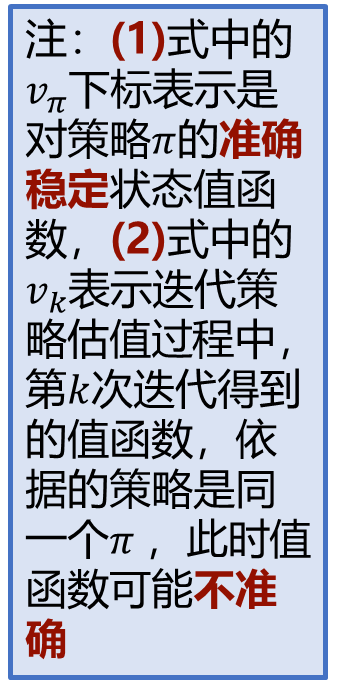 注：(1)式中的
𝑣𝜋下标表示是
对策略𝜋的准确
稳定状态值函
数，(2)式中的
𝑣𝑘表示迭代策
略估值过程中，
第𝑘次迭代得到
的值函数，依
据的策略是同
一个𝜋 ，此时值
函数可能不准
确